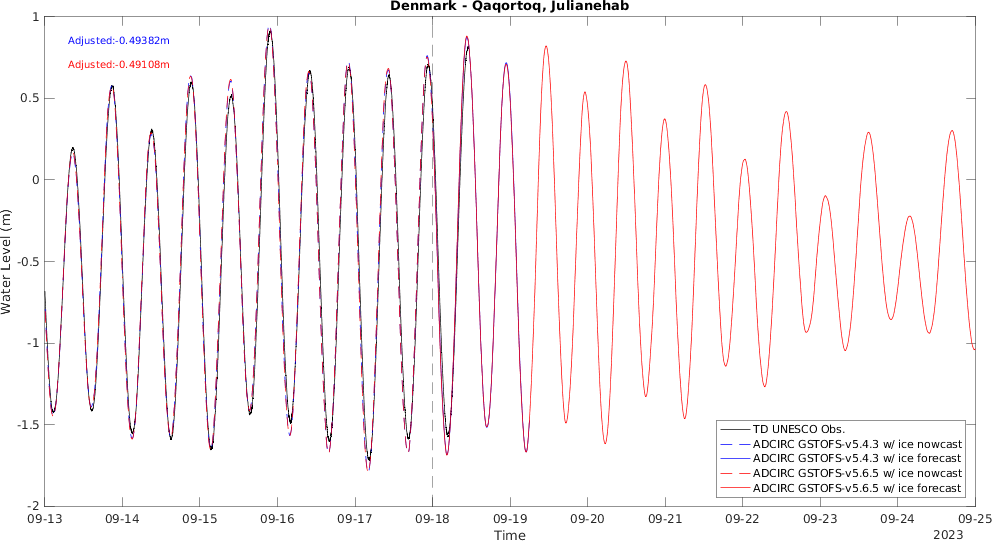 Denmark - Qaqortoq, Julianehab
Adjusted:-0.49382m
Adjusted:-0.49108m
Water Level (m)
1
0.5
0
-0.5
-1
-1.5
-2
TD UNESCO Obs.
ADCIRC GSTOFS-v5.4.3 w/ ice nowcast
ADCIRC GSTOFS-v5.4.3 w/ ice forecast
ADCIRC GSTOFS-v5.6.5 w/ ice nowcast
ADCIRC GSTOFS-v5.6.5 w/ ice forecast
09-13 09-14 09-15 09-16 09-17 09-18 09-19 09-20 09-21 09-22 09-23 09-24 09-25
Time
2023